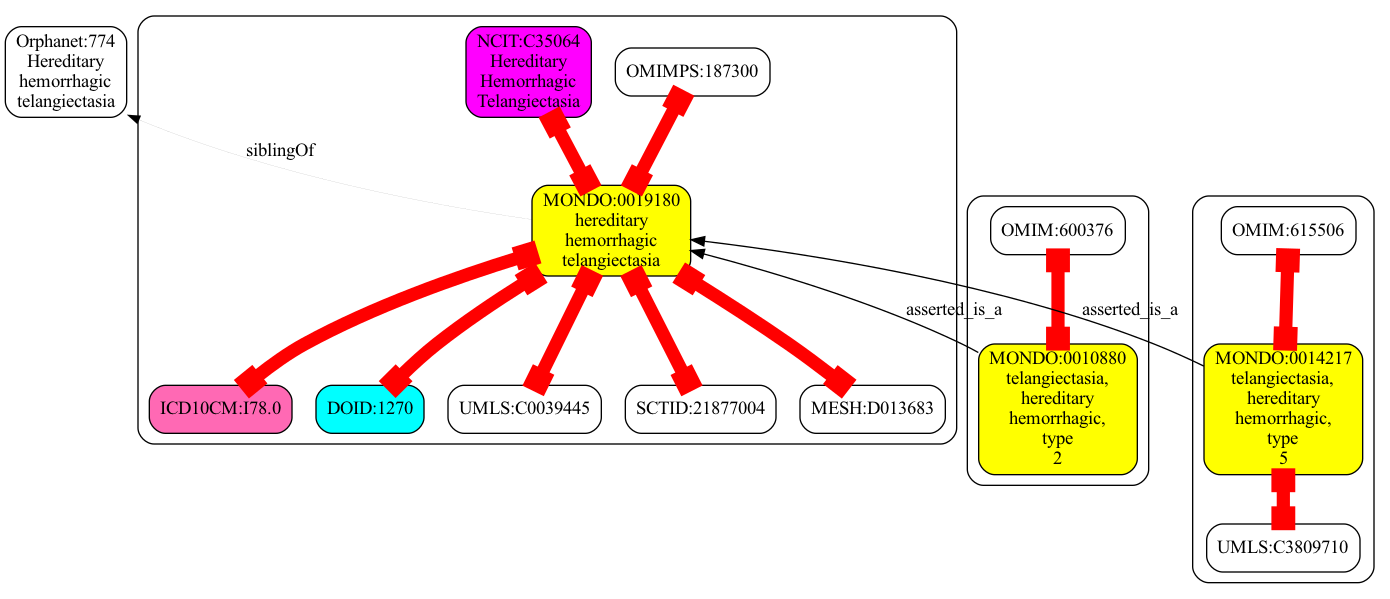 Orphanet:774
Hereditary
hemorrhagic
telangiectasia
NCIT:C35064
Hereditary
Hemorrhagic
Telangiectasia
OMIMPS:187300
siblingOf
MONDO:0019180
hereditary
hemorrhagic
telangiectasia
OMIM:600376
OMIM:615506
asserted_is_a
asserted_is_a
ICD10CM:I78.0
DOID:1270
UMLS:C0039445
SCTID:21877004
MESH:D013683
MONDO:0010880
telangiectasia,
hereditary
hemorrhagic,
type
2
MONDO:0014217
telangiectasia,
hereditary
hemorrhagic,
type
5
UMLS:C3809710